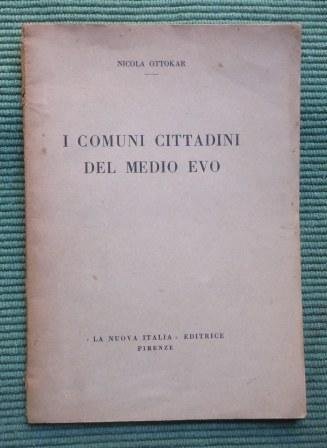 NICOLA OTTOKAR
I COMUNI CITTADINI
DEL MEDIO EVO
« LA NUOVA ITALIA » EDITRICE
FIRENZE